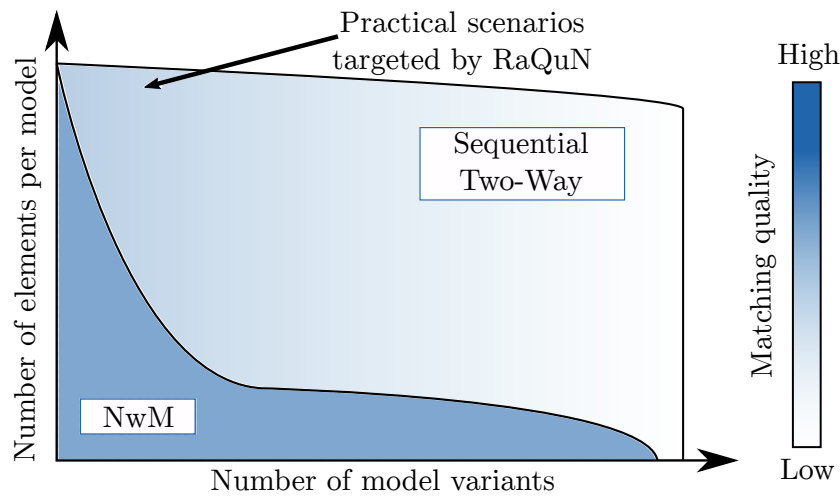 Practical scenarios
targeted by RaQuN
High
Sequential
Two-Way
Number of elements per model
Matching quality
NwM
Low
Number of model variants